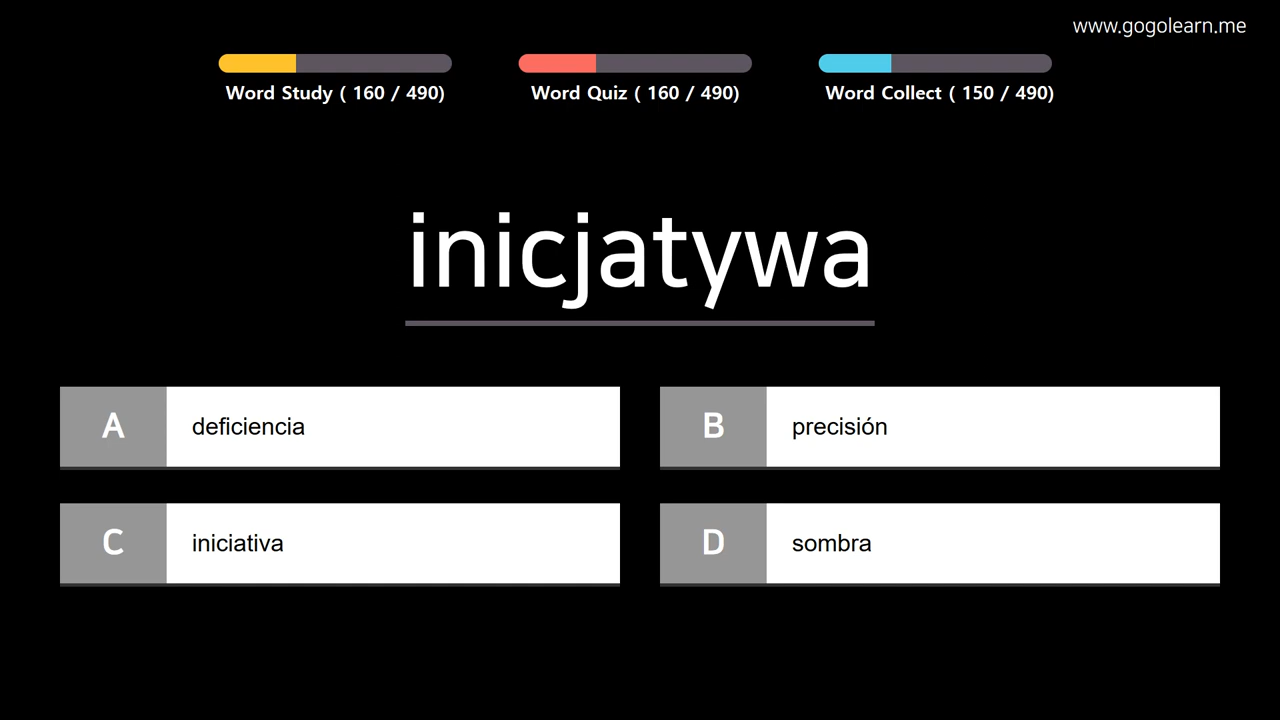 www.gogolearn.me
Word Study ( 160 / 490)
Word Quiz ( 160 / 490)
Word Collect ( 150 / 490)
inicjatywa
A deficiencia
B precisión
C iniciativa
D sombra